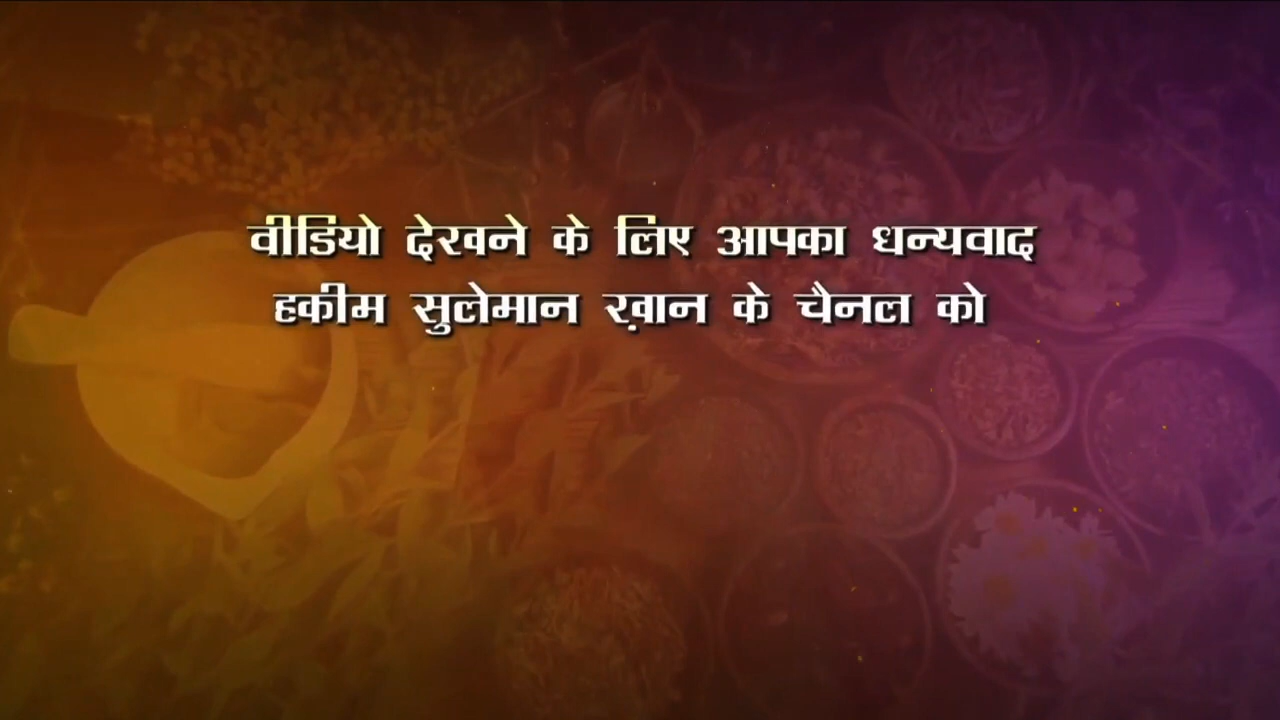 वीडियो देखने के लिए आपका धन्यवाद
हकीम सुलेमान ख़ान के चैनल को